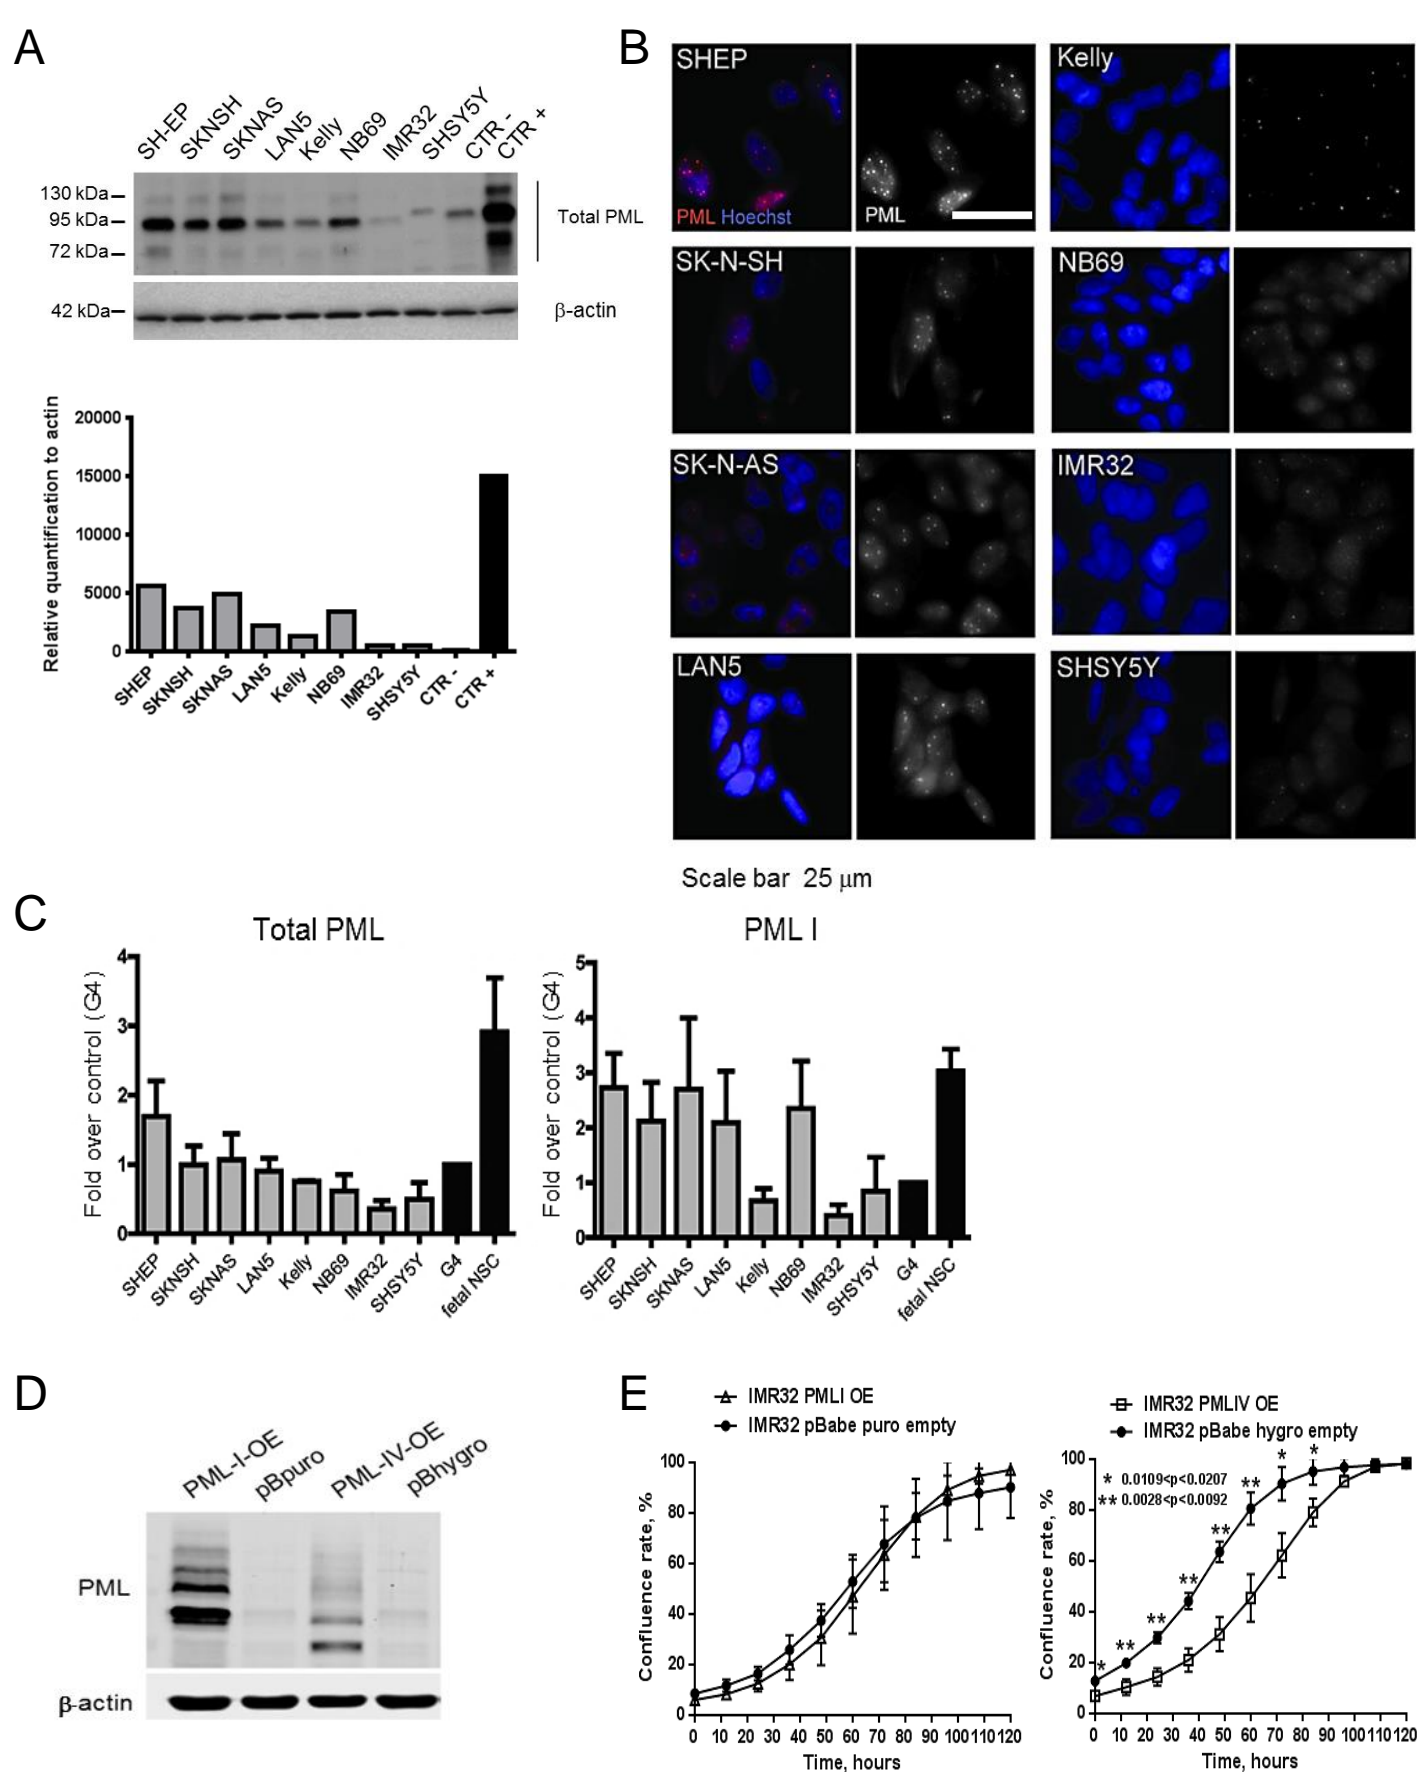 A
SH-EP
SKNSH
SKNAS
LAN5
Kelly
NB69
IMR32
SHSY5Y
CTR -
CTR +
130 kDa
95 kDa
72 kDa
Total PML
42 kDa
β-actin
Relative quantification to actin
20000
15000
10000
5000
0
SHEP
SKNSH
SKNAS
LAN5
Kelly
NB69
IMR32
SHSY5Y
CTR -
CTR +
B
SHEP
PML Hoechst
PML
Kelly
SK-N-SH
NB69
SK-N-AS
IMR32
LAN5
SHSY5Y
Scale bar 25 μm
C
Total PML
Fold over control (G4)
4
3
2
1
0
SHEP
SKNSH
SKNAS
LAN5
Kelly
NB69
IMR32
SHSY5Y
G4
fetal NSC
PML I
Fold over control (G4)
5
4
3
2
1
0
SHEP
SKNSH
SKNAS
LAN5
Kelly
NB69
IMR32
SHSY5Y
G4
fetal NSC
D
PML-I-OE
pBpuro
PML-IV-OE
pBhygro
PML
β-actin
E
IMR32 PMLI OE
IMR32 pBabe puro empty
Confluence rate, %
100
80
60
40
20
0
0 10 20 30 40 50 60 70 80 90 100 110 120
Time, hours
IMR32 PMLIV OE
IMR32 pBabe hygro empty
* 0.0109<p<0.0207
** 0.0028<p<0.0092
Confluence rate, %
100
80
60
40
20
0
* ** ** ** ** ** * *
0 10 20 30 40 50 60 70 80 90 100 110 120
Time, hours